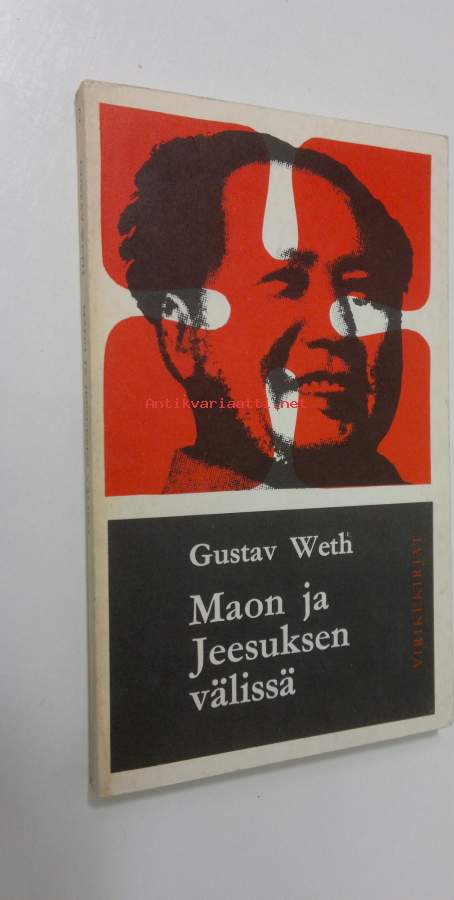 Antikvariaatti.net
Gustav Weth
Maon ja
Jeesuksen
välissä
VIRIKEKIRJAT